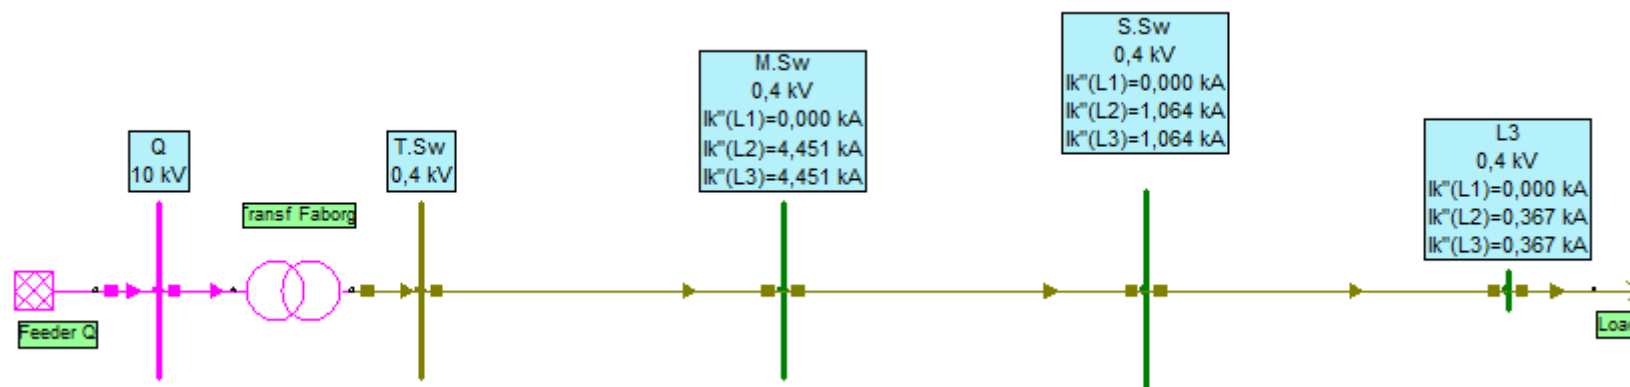 Q
10 kV
Transf Faborg
T.Sw
0,4 kV
M.Sw
0,4 kV
Ik"(L1)=0,000 kA
Ik"(L2)=4,451 kA
Ik"(L3)=4,451 kA
S.Sw
0,4 kV
Ik"(L1)=0,000 kA
Ik"(L2)=1,064 kA
Ik"(L3)=1,064 kA
L3
0,4 kV
Ik"(L1)=0,000 kA
Ik"(L2)=0,367 kA
Ik"(L3)=0,367 kA
Feeder Q
Load